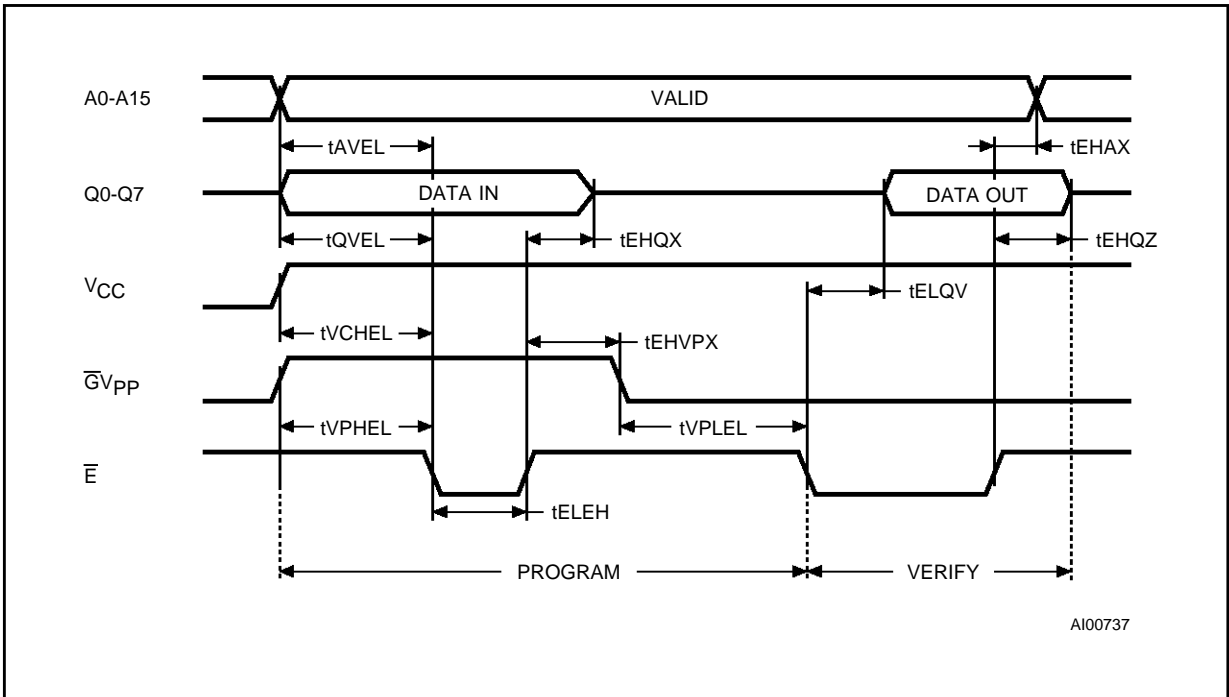 A0-A15
VALID
tAVEL
tEHAX
Q0-Q7
DATA IN
DATA OUT
tQVEL
tEHQX
tEHQZ
VCC
tELQV
tVCHEL
tEHVPX
G̅VPP
tVPHEL
tVPLEL
E̅
tELEH
PROGRAM
VERIFY
AI00737